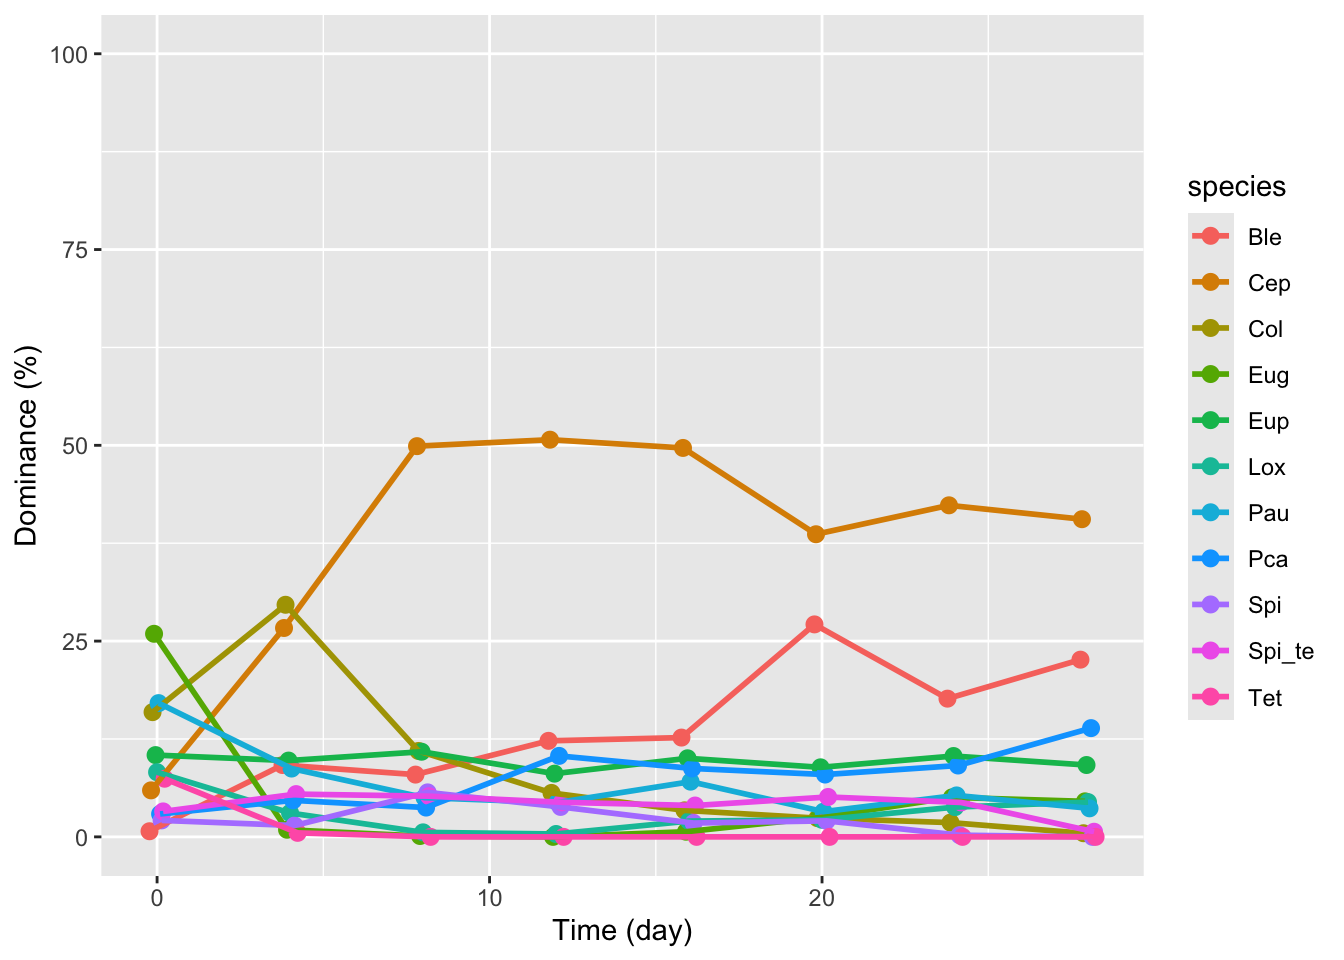 100
75
50
25
0
Dominance (%)
0
10
20
Time (day)
species
Ble
Cep
Col
Eug
Eup
Lox
Pau
Pca
Spi
Spi_te
Tet